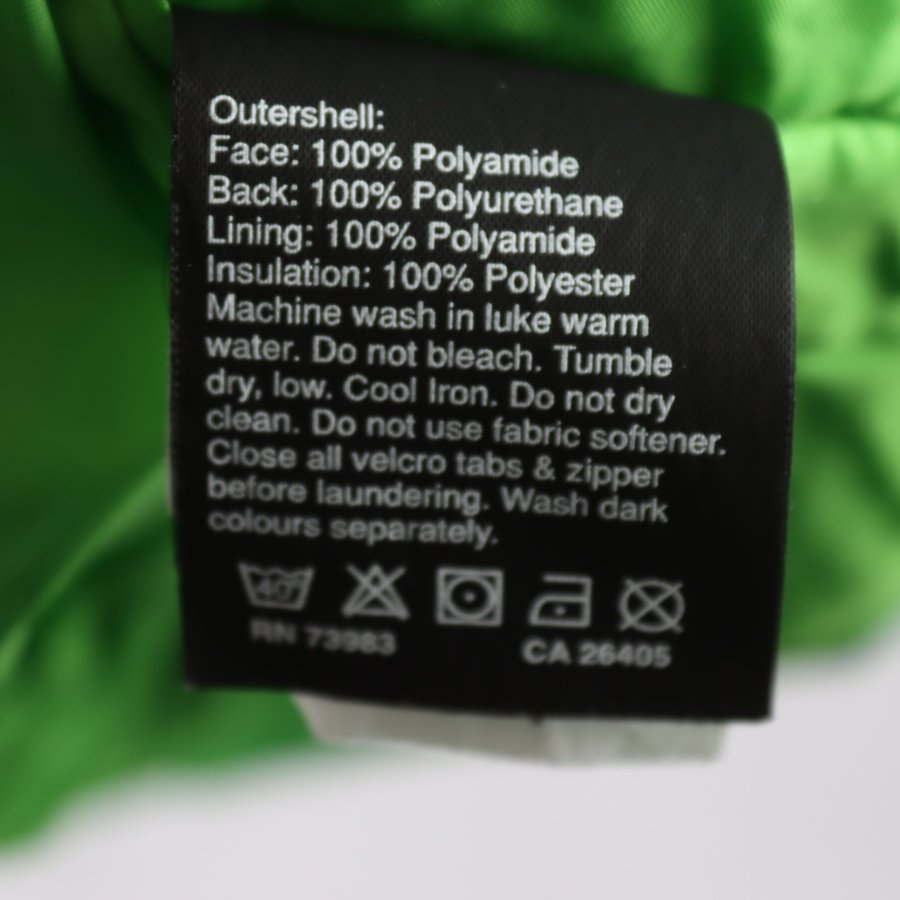 Outershell:
Face: 100% Polyamide
Back: 100% Polyurethane
Lining: 100% Polyamide
Insulation: 100% Polyester
Machine wash in luke warm
water. Do not bleach. Tumble
dry, low. Cool Iron. Do not dry
clean. Do not use fabric softener.
Close all velcro tabs & zipper
before laundering. Wash dark
colours separately.
40°
RN 73983 CA 26405